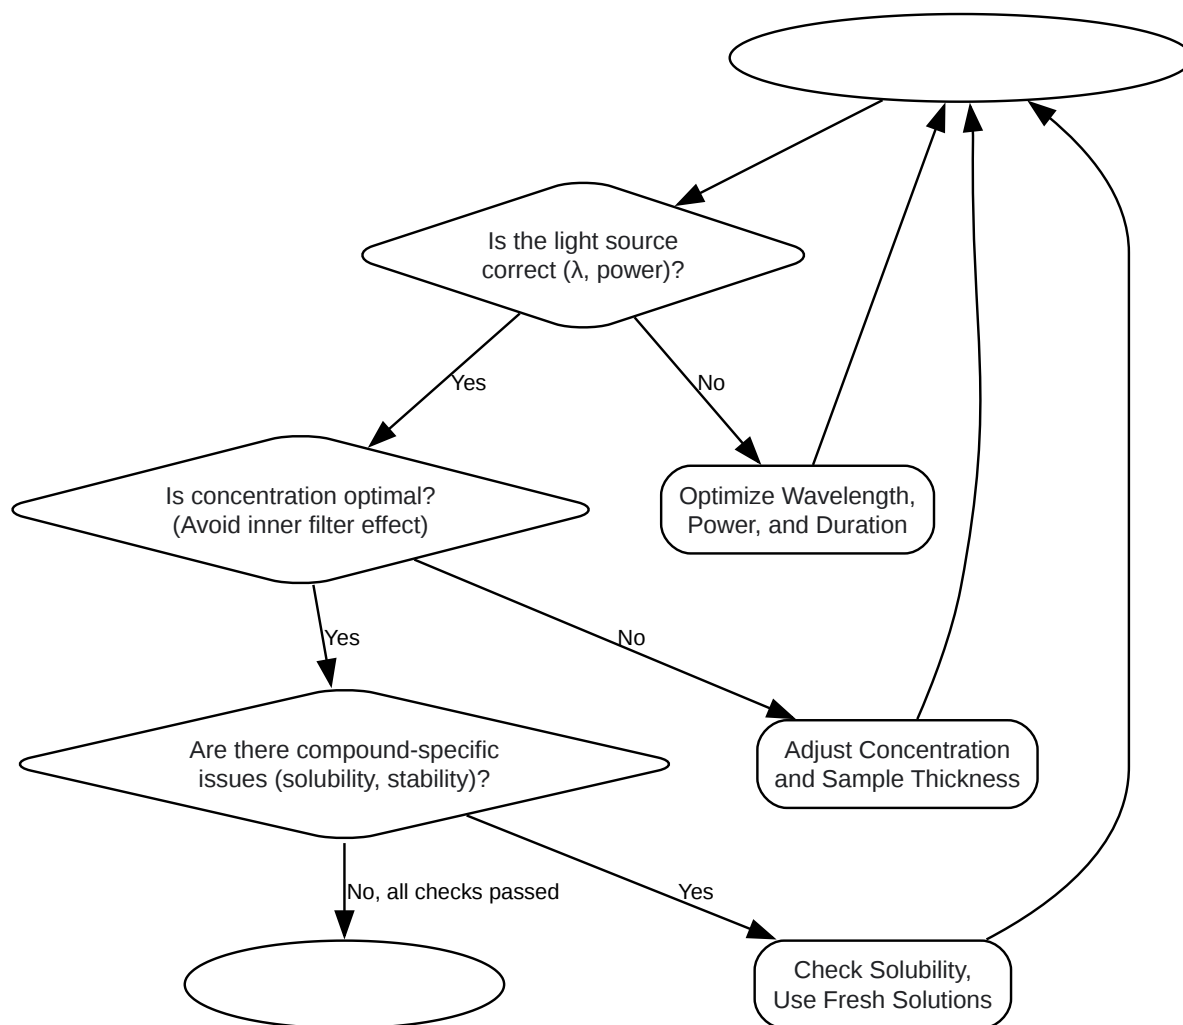 Is the light source
correct (λ, power)?
Yes
No
Is concentration optimal?
(Avoid inner filter effect)
Optimize Wavelength,
Power, and Duration
Yes
No
Are there compound-specific
issues (solubility, stability)?
Adjust Concentration
and Sample Thickness
No, all checks passed
Yes
Check Solubility,
Use Fresh Solutions